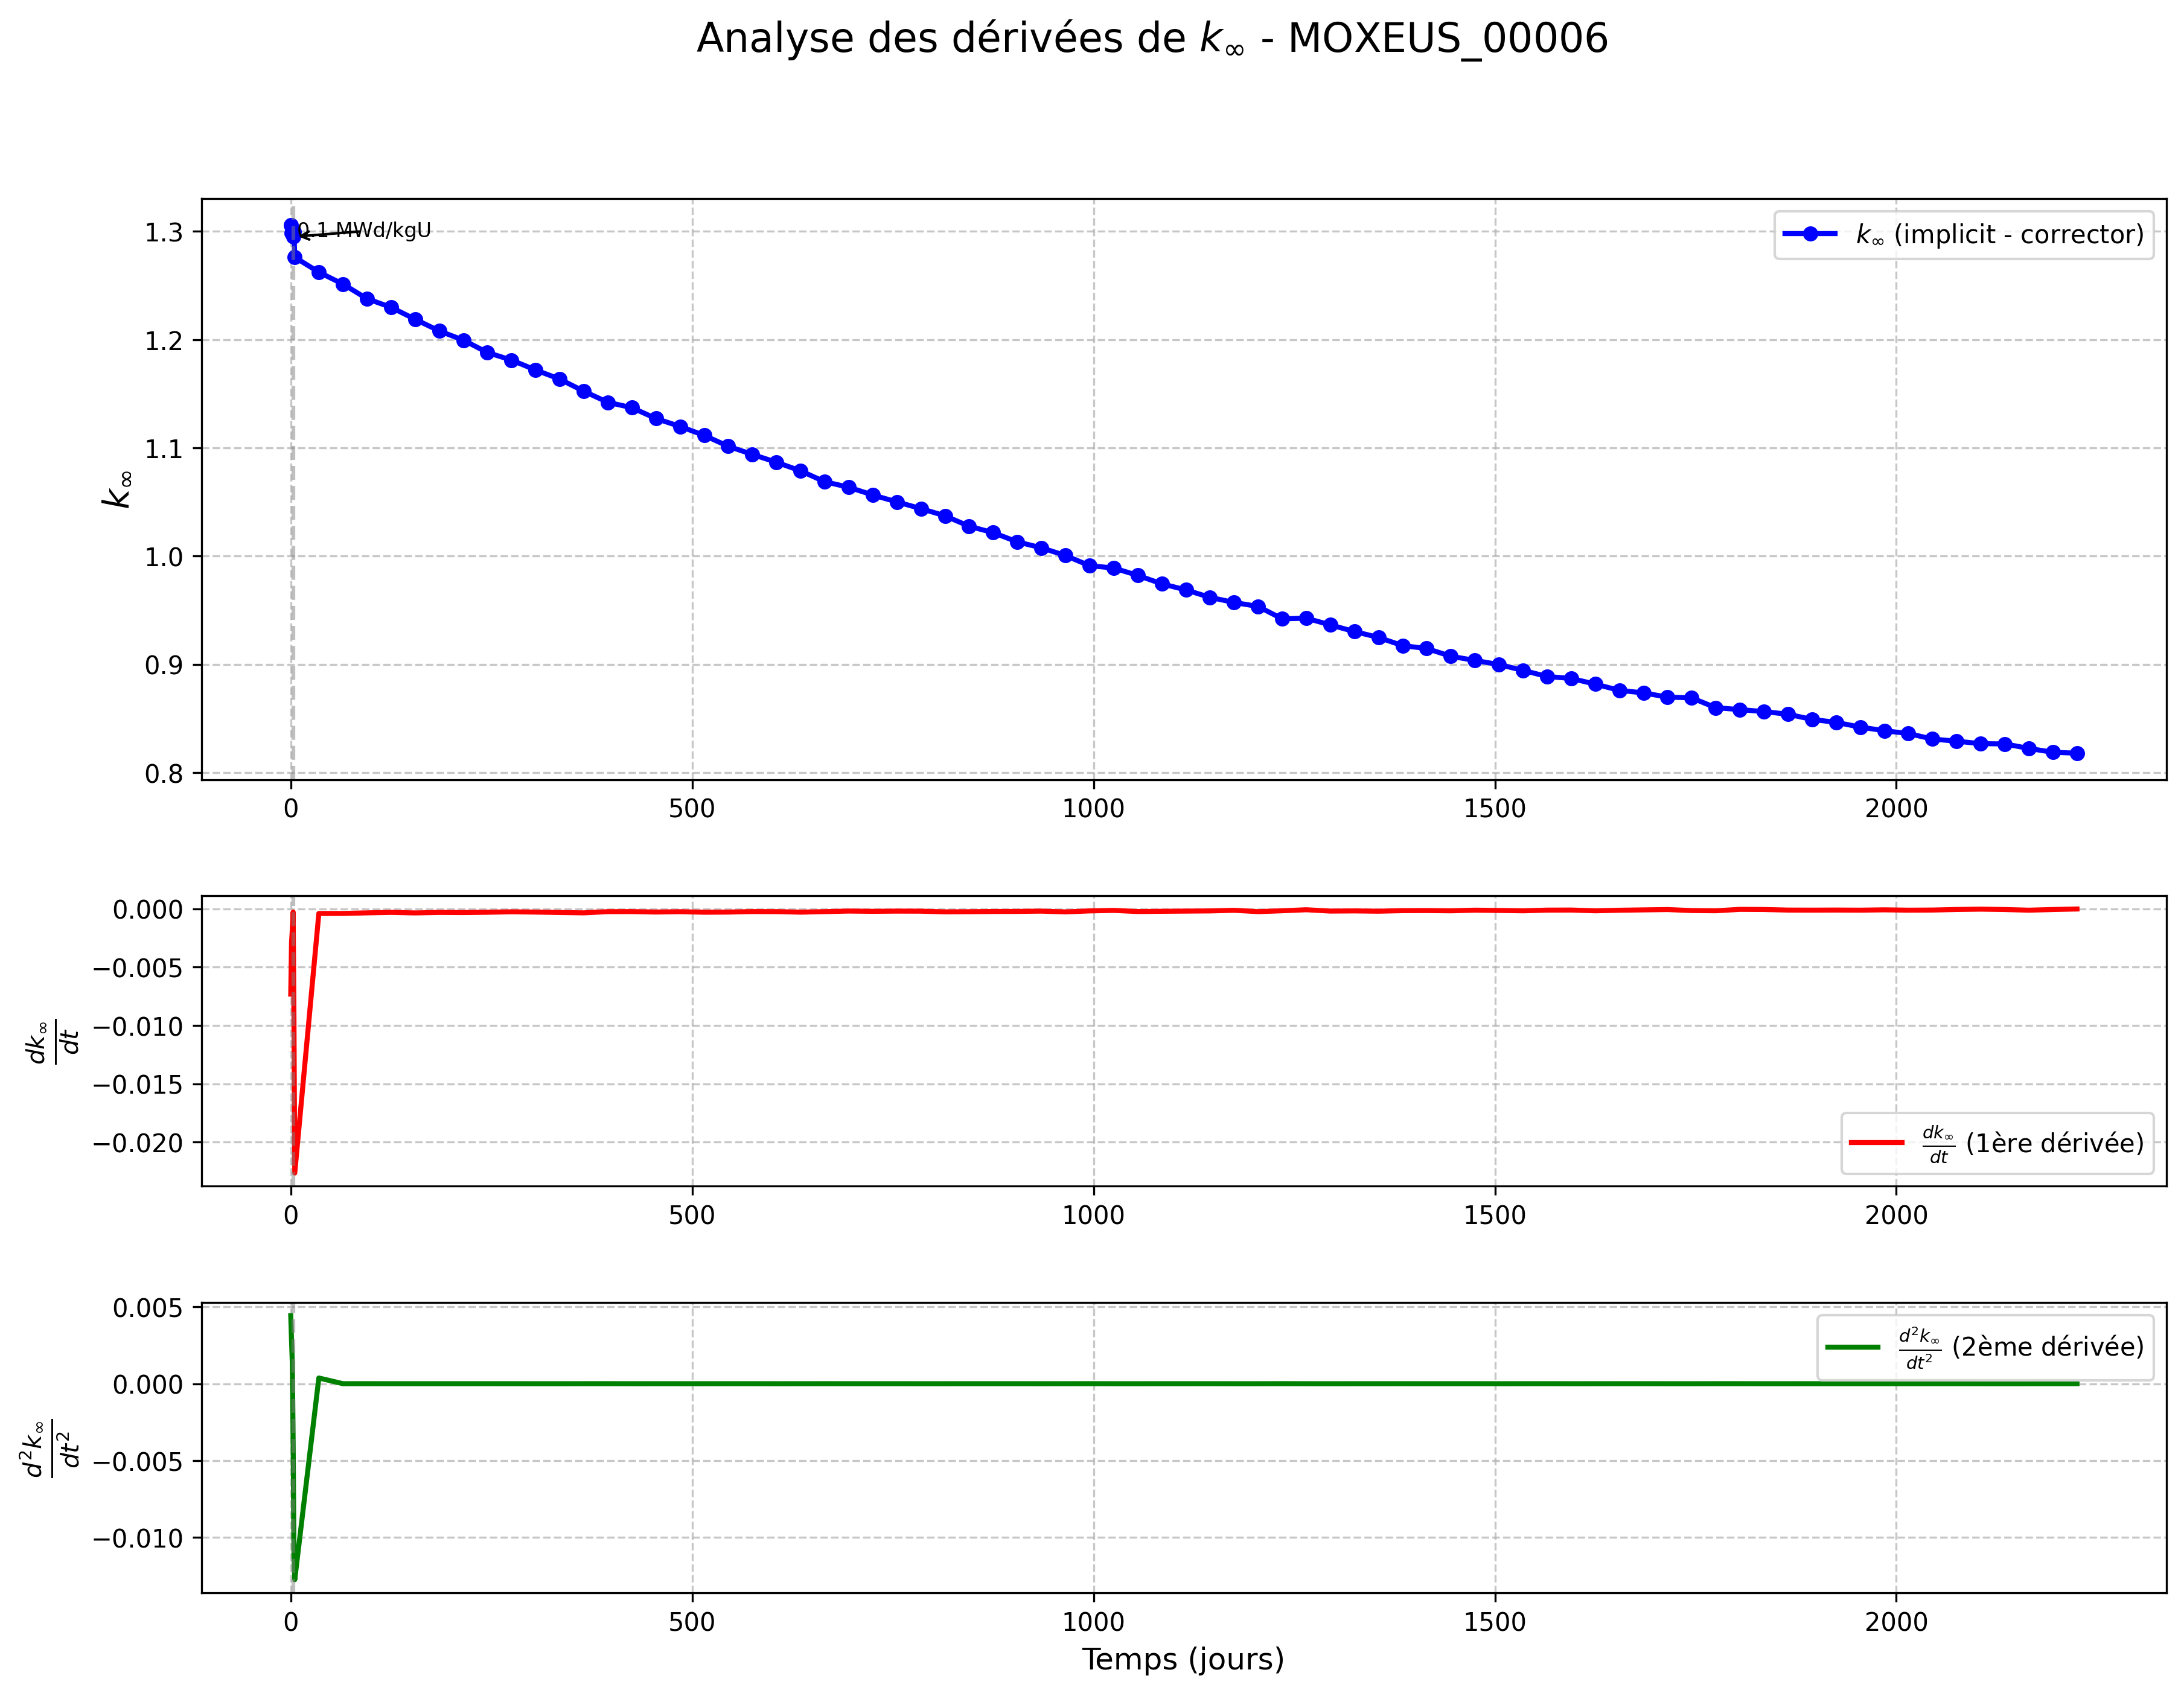 Analyse des dérivées de k∞ - MOXEUS_00006
1.3
1.2
1.1
1.0
0.9
0.8
k∞
0.1 MWd/kgU
k∞ (implicit - corrector)
0 500 1000 1500 2000
0.000
−0.005
−0.010
−0.015
−0.020
dk∞
dt
dk∞/dt (1ère dérivée)
0 500 1000 1500 2000
0.005
0.000
−0.005
−0.010
d²k∞
dt²
d²k∞/dt² (2ème dérivée)
0 500 1000 1500 2000
Temps (jours)